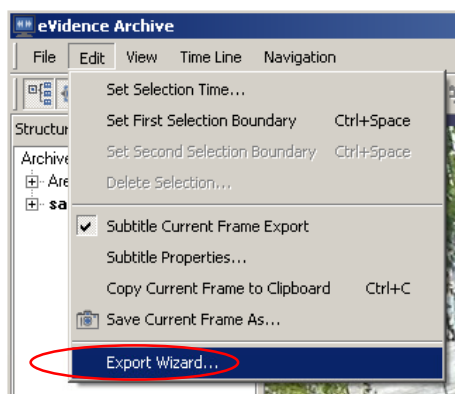 eVidence Archive
File Edit View Time Line Navigation
Set Selection Time...
Set First Selection Boundary Ctrl+Space
Structur
Archive
Set Second Selection Boundary Ctrl+Space
Are
Delete Selection...
sa
Subtitle Current Frame Export
Subtitle Properties...
Copy Current Frame to Clipboard Ctrl+C
Save Current Frame As...
Export Wizard...